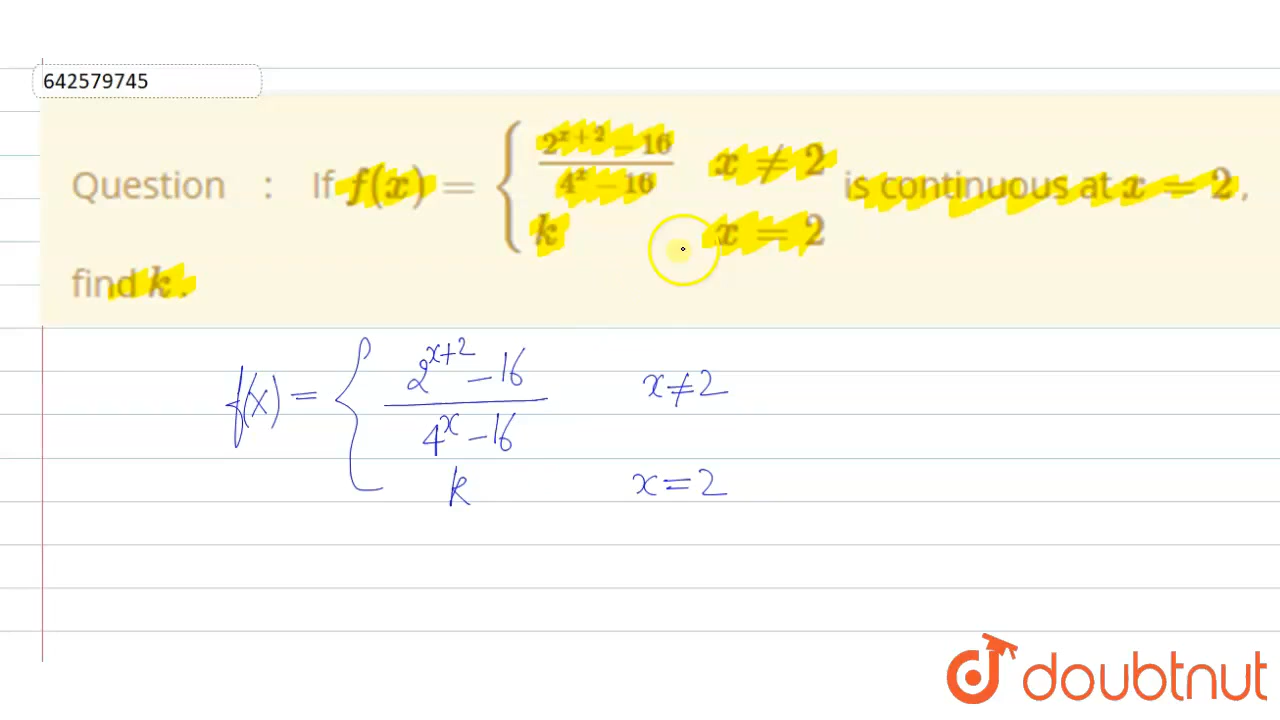 642579745
Question : If f(x) = { (2^{x+2} − 16)/(4^x − 16) x ≠ 2
k x = 2 is continuous at x = 2 ,
find k .
f(x) = { (2^{x+2} − 16)/(4^x − 16) x ≠ 2
k x = 2
doubtnut